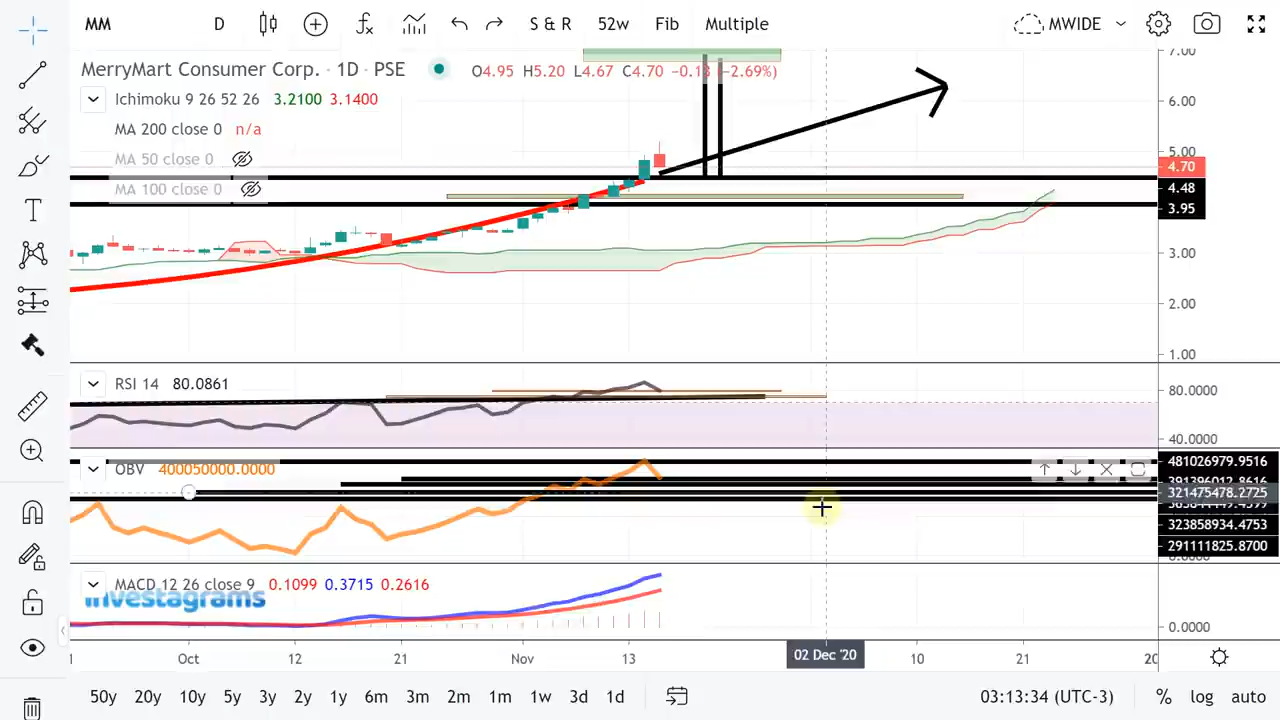 MM D S & R 52w Fib Multiple MWIDE
MerryMart Consumer Corp. · 1D · PSE O4.95 H5.20 L4.67 C4.70 -0.13 (-2.69%)
Ichimoku 9 26 52 26 3.2100 3.1400
MA 200 close 0 n/a
MA 50 close 0
MA 100 close 0
7.00
6.00
5.00
4.70
4.48
3.95
3.00
2.00
1.00
RSI 14 80.0861
80.0000
40.0000
OBV 400050000.0000
481026979.9516
321475478.2725
323858934.4753
291111825.8700
MACD 12 26 close 9 0.1099 0.3715 0.2616
investagrams
0.0000
Oct 12 21 Nov 13 02 Dec '20 10 21 20
50y 20y 10y 5y 3y 2y 1y 6m 3m 2m 1m 1w 3d 1d 03:13:34 (UTC-3) % log auto